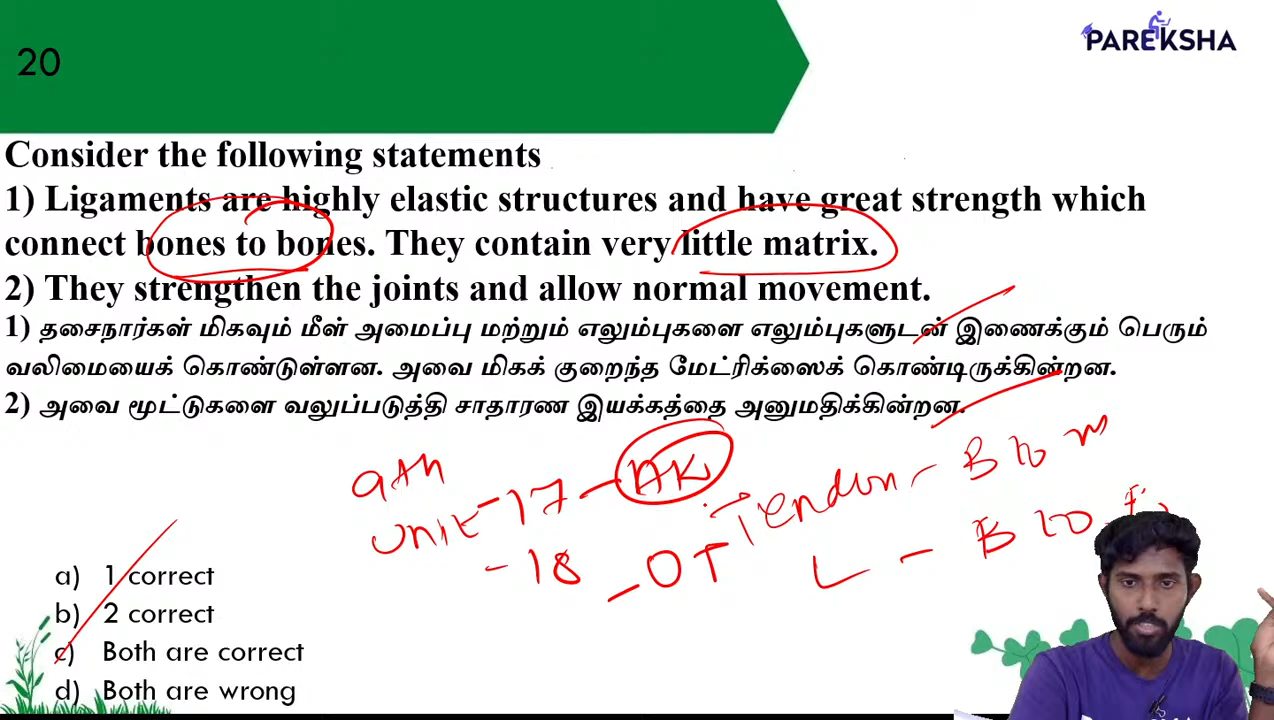 20
PAREKSHA
Consider the following statements
1) Ligaments are highly elastic structures and have great strength which
connect bones to bones. They contain very little matrix.
2) They strengthen the joints and allow normal movement.
1) தசைநார்கள் மிகவும் மீள் அமைப்பு மற்றும் எலும்புகளை எலும்புகளுடன் இணைக்கும் பெரும்
வலிமையைக் கொண்டுள்ளன. அவை மிகக் குறைந்த மேட்ரிக்ஸைக் கொண்டிருக்கின்றன.
2) அவை மூட்டுகளை வலுப்படுத்தி சாதாரண இயக்கத்தை அனுமதிக்கின்றன.
9th
Unit - 17 - AK
- 18 - OT
Tendon - B to m
L - B to B
a) 1 correct
b) 2 correct
c) Both are correct
d) Both are wrong